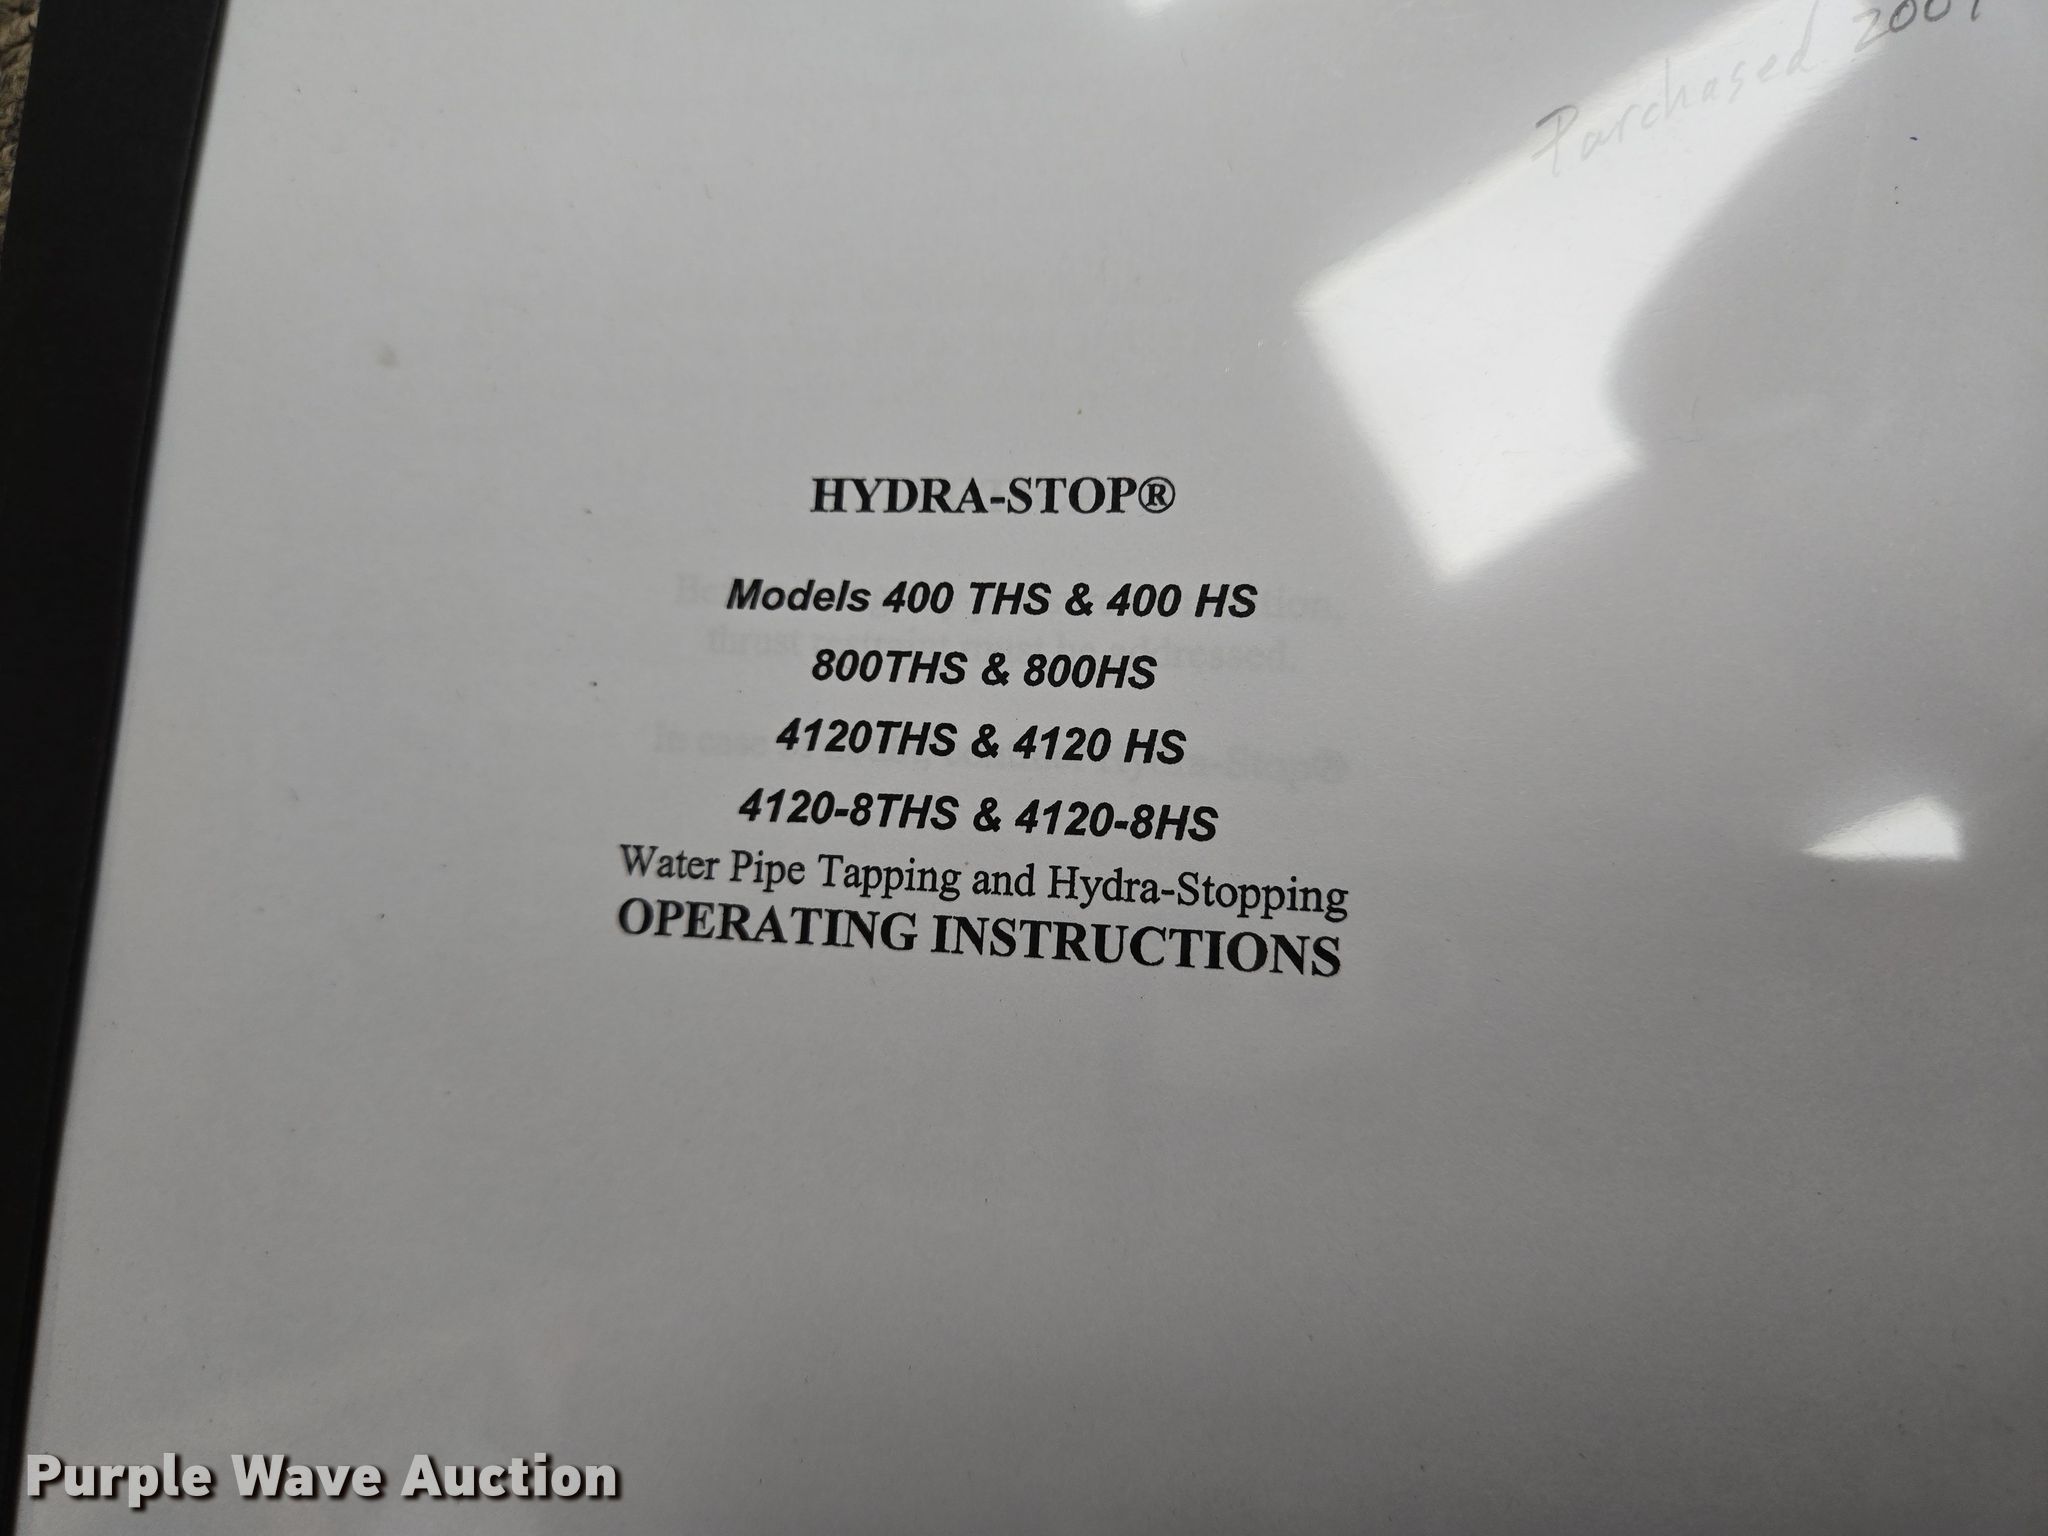 Purchased
HYDRA-STOP®
Models 400 THS & 400 HS
800THS & 800HS
4120THS & 4120 HS
4120-8THS & 4120-8HS
Water Pipe Tapping and Hydra-Stopping
OPERATING INSTRUCTIONS
Purple Wave Auction